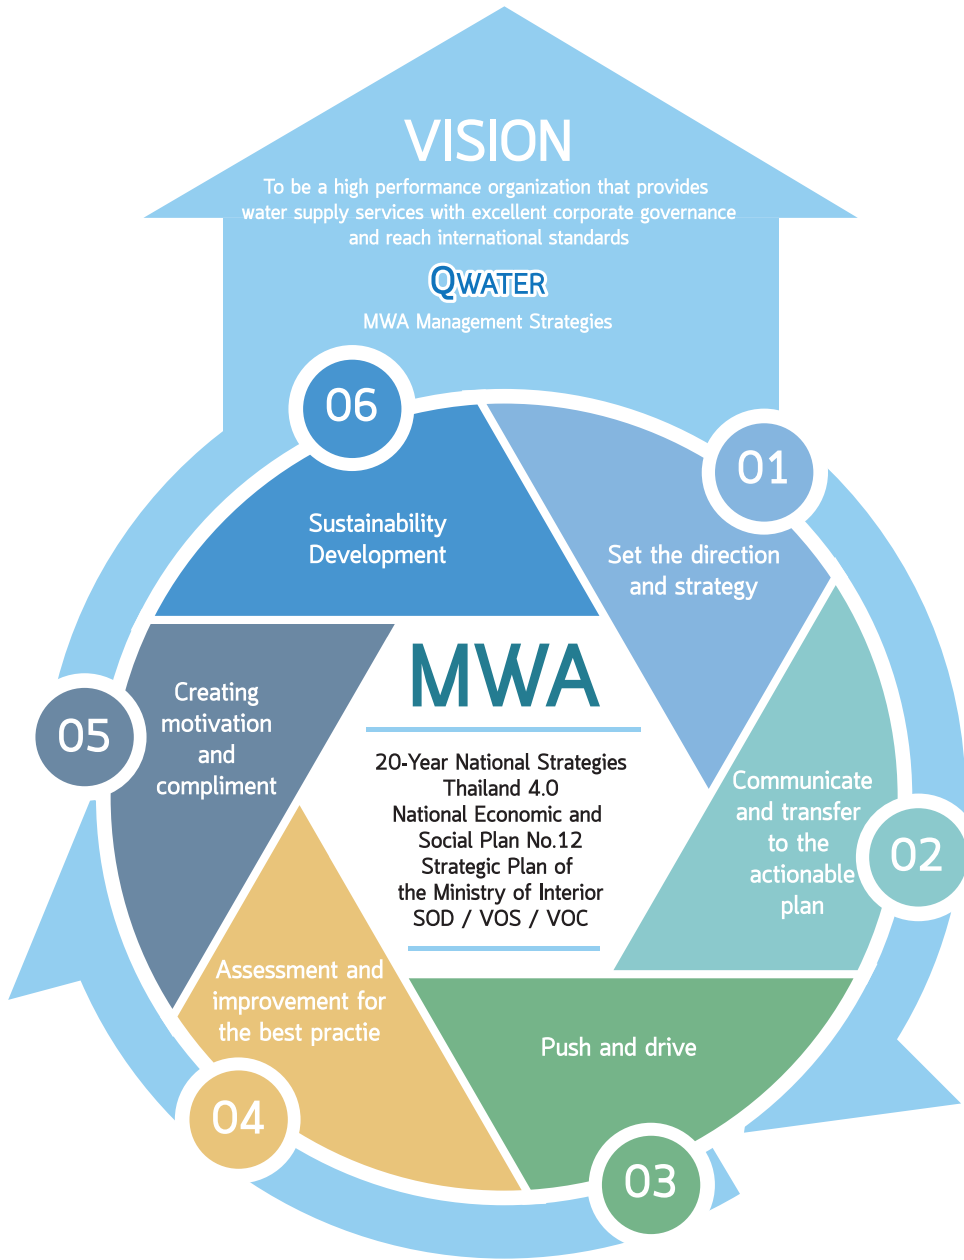 VISION
To be a high performance organization that provides
water supply services with excellent corporate governance
and reach international standards
QWATER
MWA Management Strategies
06
01
Sustainability
Development
Set the direction
and strategy
05
Creating
motivation
and
compliment
MWA
20-Year National Strategies
Thailand 4.0
National Economic and
Social Plan No.12
Strategic Plan of
the Ministry of Interior
SOD / VOS / VOC
Communicate
and transfer
to the
actionable
plan
02
Assessment and
improvement for
the best practie
04
Push and drive
03